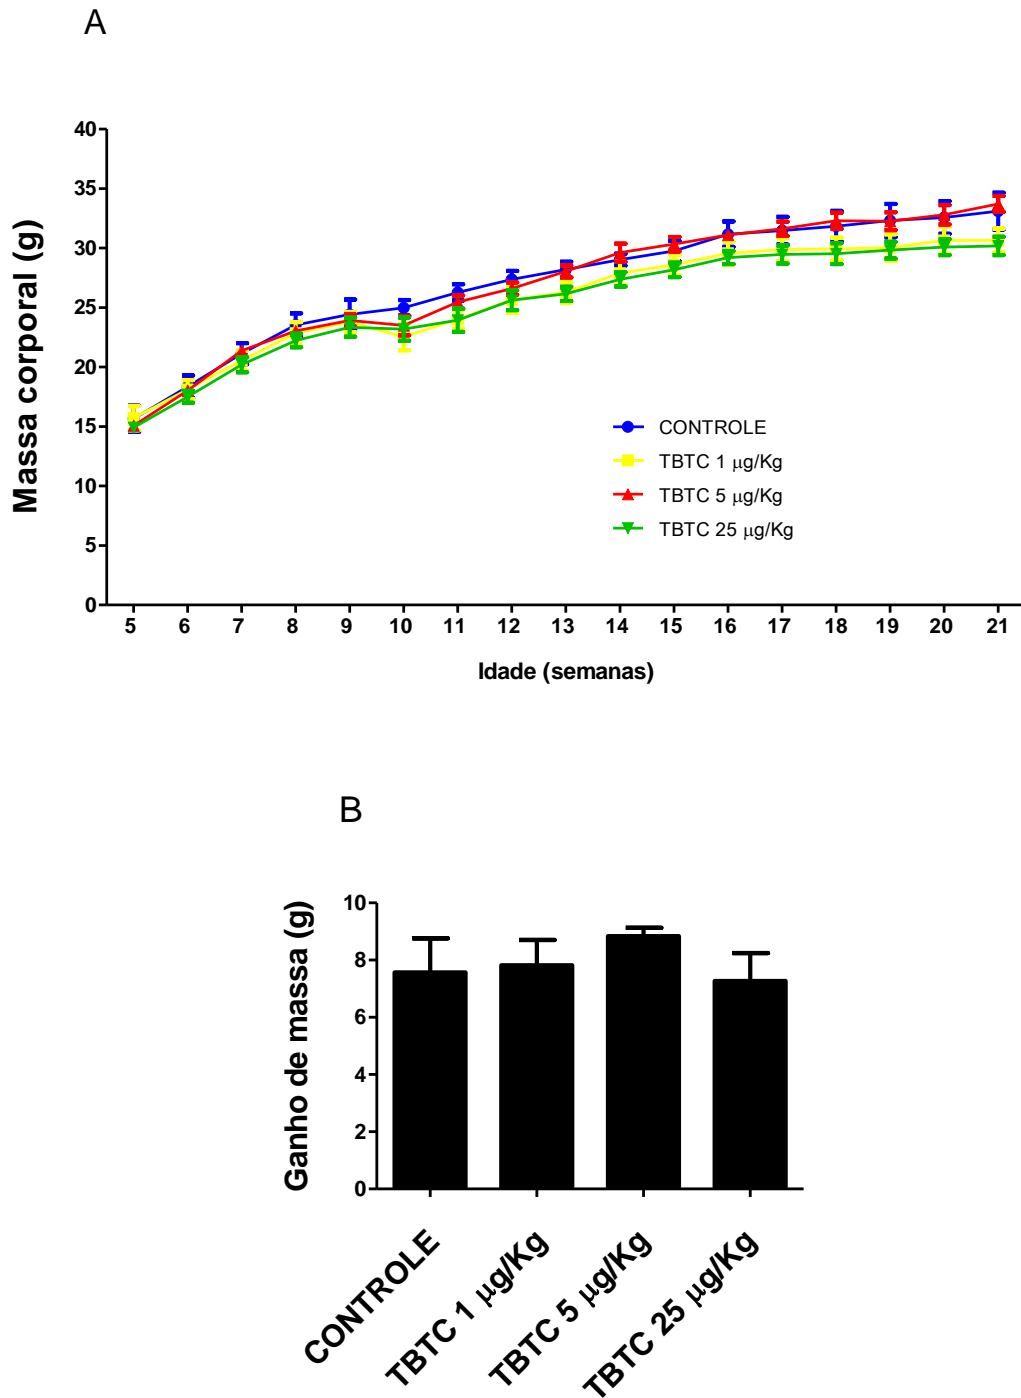 A
Massa corporal (g)
40
35
30
25
20
15
10
5
0
5 6 7 8 9 10 11 12 13 14 15 16 17 18 19 20 21
Idade (semanas)
CONTROLE
TBTC 1 μg/Kg
TBTC 5 μg/Kg
TBTC 25 μg/Kg
B
Ganho de massa (g)
10
8
6
4
2
0
CONTROLE
TBTC 1 μg/Kg
TBTC 5 μg/Kg
TBTC 25 μg/Kg